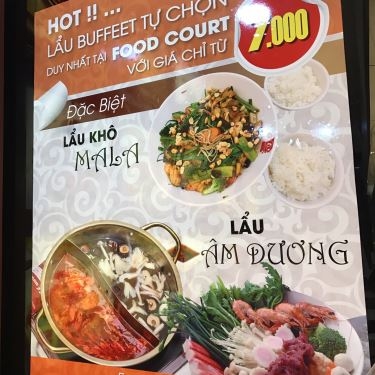 HOT !! ...
LẨU BUFFEET TỰ CHỌN
DUY NHẤT TẠI FOOD COURT
VỚI GIÁ CHỈ TỪ
7.000
Đặc Biệt
LẨU KHÔ
MALA
LẨU
ÂM DƯƠNG